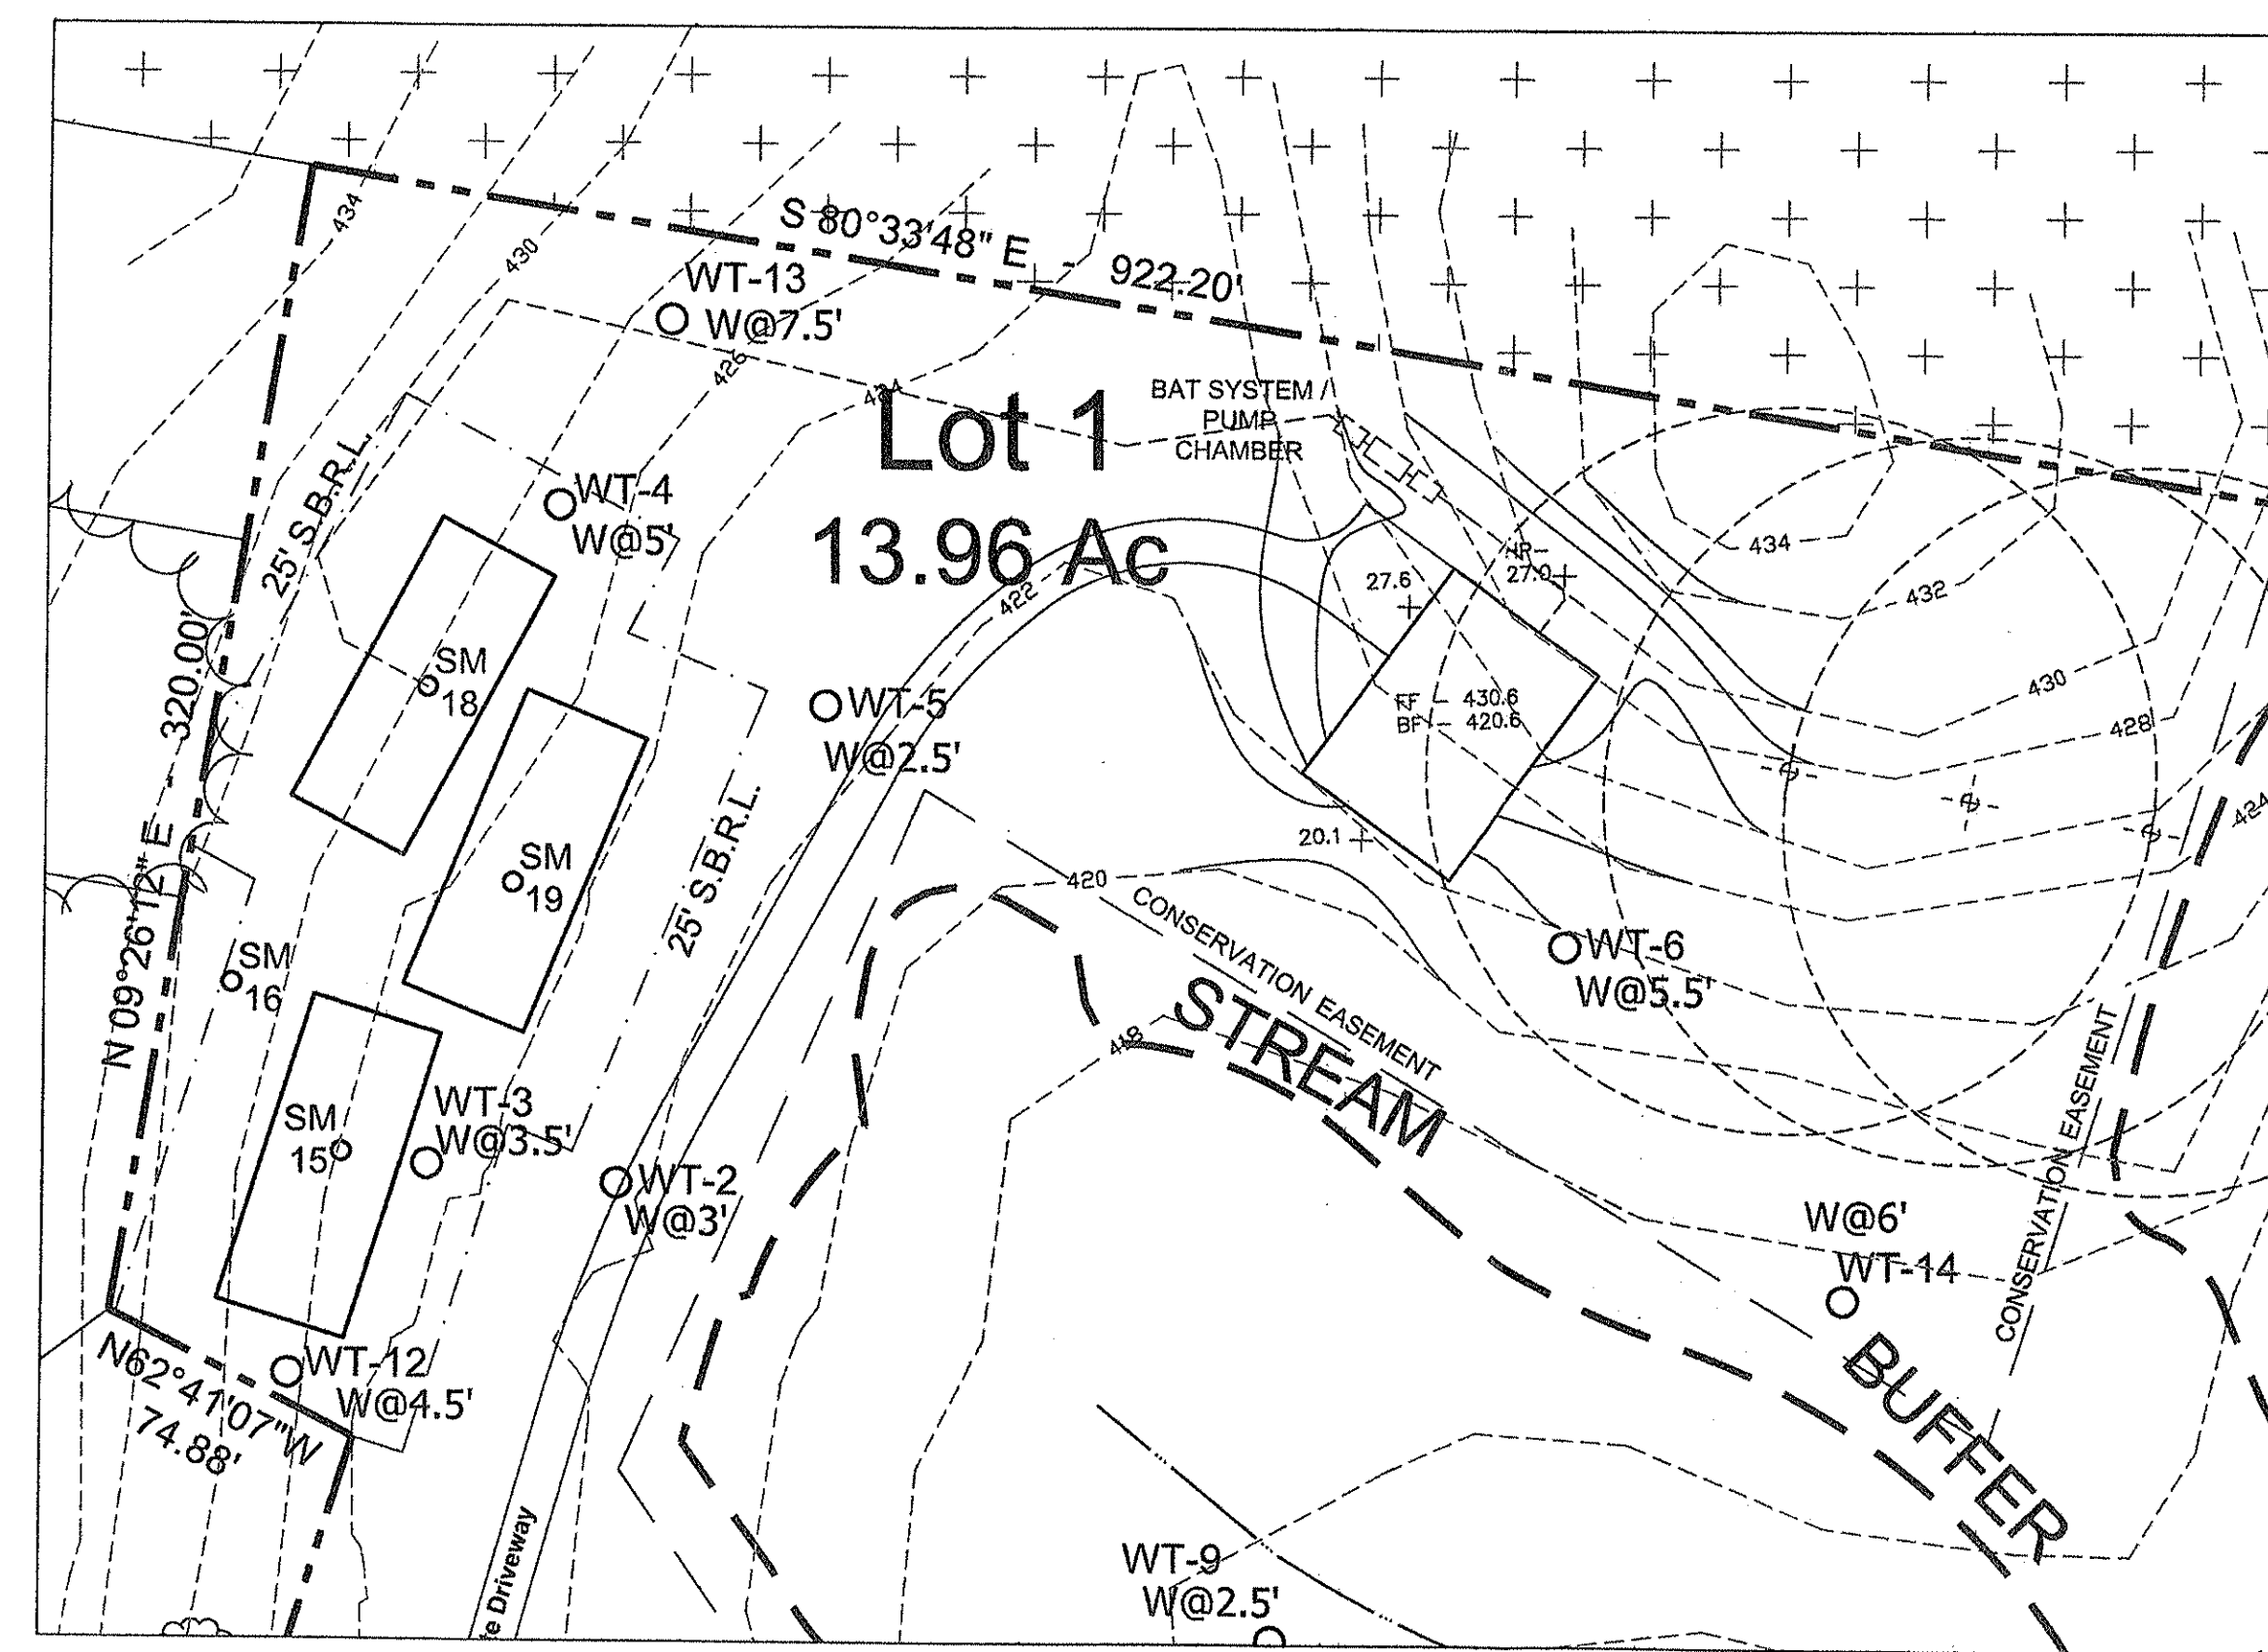 S 80°33'48" E - 922.20'
434
430
WT-13
W@7.5'
426
424
Lot 1
13.96 Ac
BAT SYSTEM /
PUMP
CHAMBER
25' S.B.R.L.
WT-4
W@5'
422
434
432
430
428
424
27.6
27.0
FF - 430.6
BF - 420.6
20.1
N 09°26'12" E - 320.00'
SM
18
SM
19
WT-5
W@2.5'
25' S.B.R.L.
420
CONSERVATION EASEMENT
SM
16
WT-6
W@5.5'
STREAM
418
CONSERVATION EASEMENT
SM
15
WT-3
W@3.5'
WT-2
W@3'
W@6'
WT-14
WT-12
W@4.5'
N62°41'07"W
74.88'
BUFFER
Driveway
WT-9
W@2.5'